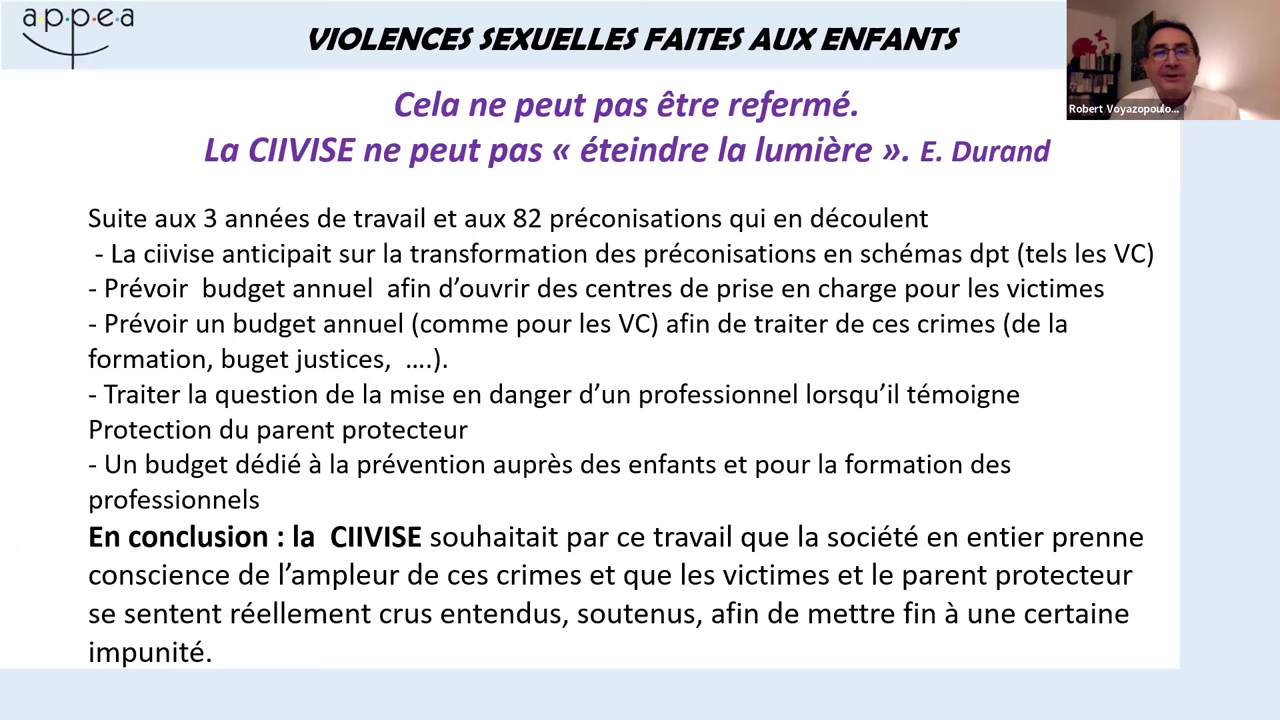 a·p·p·e·a
VIOLENCES SEXUELLES FAITES AUX ENFANTS
Robert Voyazopoulo...
Cela ne peut pas être refermé.
La CIIVISE ne peut pas « éteindre la lumière ». E. Durand
Suite aux 3 années de travail et aux 82 préconisations qui en découlent
- La ciivise anticipait sur la transformation des préconisations en schémas dpt (tels les VC)
- Prévoir budget annuel afin d’ouvrir des centres de prise en charge pour les victimes
- Prévoir un budget annuel (comme pour les VC) afin de traiter de ces crimes (de la
formation, buget justices, ….).
- Traiter la question de la mise en danger d’un professionnel lorsqu’il témoigne
Protection du parent protecteur
- Un budget dédié à la prévention auprès des enfants et pour la formation des
professionnels
En conclusion : la CIIVISE souhaitait par ce travail que la société en entier prenne
conscience de l’ampleur de ces crimes et que les victimes et le parent protecteur
se sentent réellement crus entendus, soutenus, afin de mettre fin à une certaine
impunité.